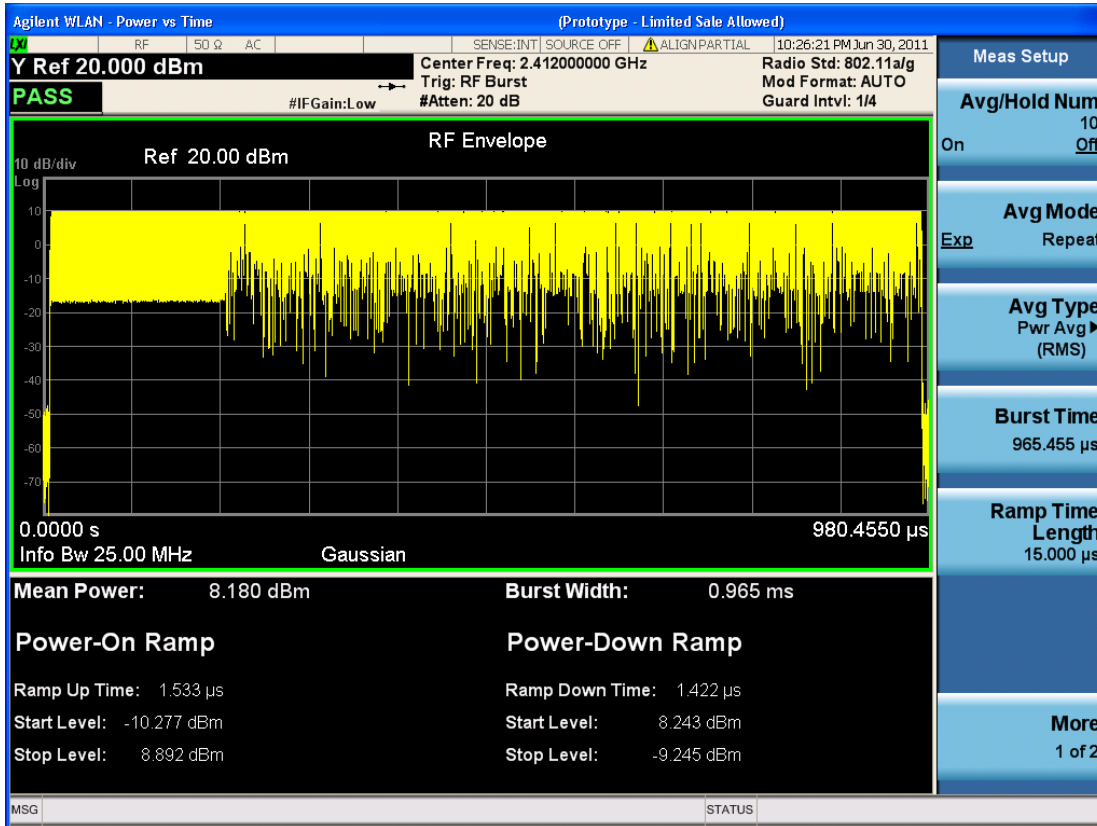 Agilent WLAN - Power vs Time (Prototype - Limited Sale Allowed)
LXI RF 50 Ω AC SENSE:INT SOURCE OFF ALIGN PARTIAL 10:26:21 PM Jun 30, 2011
Y Ref 20.000 dBm
Center Freq: 2.412000000 GHz Radio Std: 802.11a/g
Trig: RF Burst Mod Format: AUTO
PASS #IFGain:Low #Atten: 20 dB Guard Intvl: 1/4
RF Envelope
10 dB/div Ref 20.00 dBm
Log
10
0
-10
-20
-30
-40
-50
-60
-70
0.0000 s 980.4550 µs
Info Bw 25.00 MHz Gaussian
Mean Power: 8.180 dBm Burst Width: 0.965 ms
Power-On Ramp Power-Down Ramp
Ramp Up Time: 1.533 µs Ramp Down Time: 1.422 µs
Start Level: -10.277 dBm Start Level: 8.243 dBm
Stop Level: 8.892 dBm Stop Level: -9.245 dBm
MSG STATUS
Meas Setup
Avg/Hold Num
10
On Off
Avg Mode
Exp Repeat
Avg Type
Pwr Avg
(RMS)
Burst Time
965.455 µs
Ramp Time
Length
15.000 µs
More
1 of 2